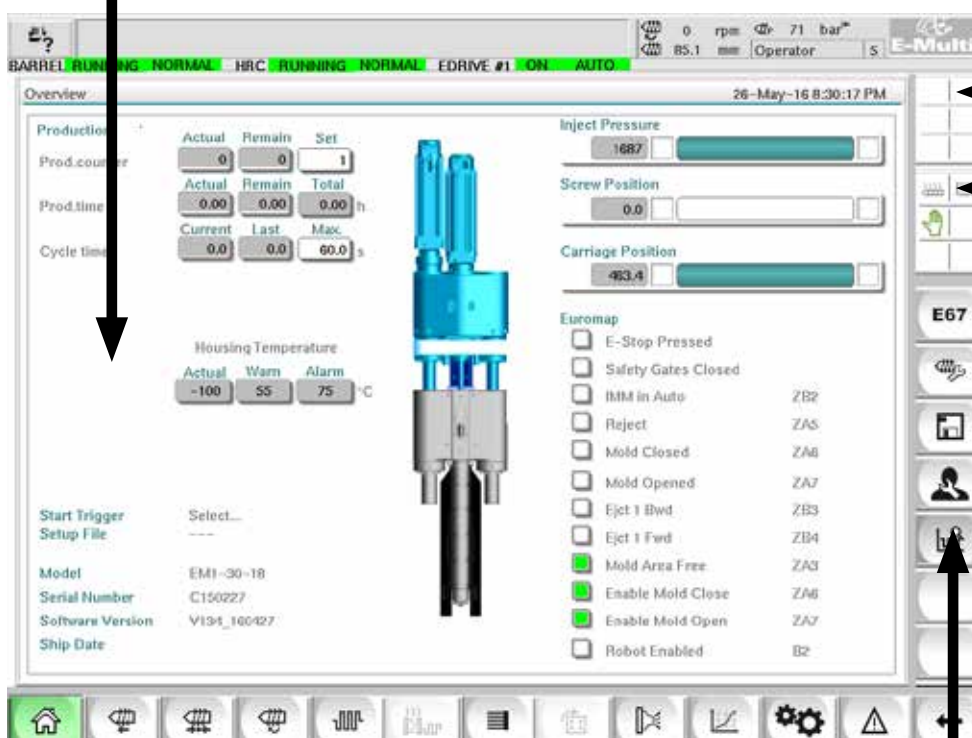 0 rpm 71 bar
85.1 mm Operator S E-Multi
BARREL RUNNING NORMAL HRC RUNNING NORMAL EDRIVE #1 ON AUTO
Overview 26-May-16 8:30:17 PM
Production
Actual Remain Set
Prod.counter 0 0 1
Actual Remain Total
Prod.time 0.00 0.00 0.00 h
Current Last Max.
Cycle time 0.0 0.0 60.0 s
Housing Temperature
Actual Warn Alarm
-100 55 75 °C
Start Trigger Select...
Setup File ---
Model EM1-30-18
Serial Number C150227
Software Version V134_160427
Ship Date
Inject Pressure
1687
Screw Position
0.0
Carriage Position
463.4
Euromap
E-Stop Pressed
Safety Gates Closed
IMM in Auto ZB2
Reject ZA5
Mold Closed ZA6
Mold Opened ZA7
Ejct 1 Bwd ZB3
Ejct 1 Fwd ZB4
Mold Area Free ZA3
Enable Mold Close ZA6
Enable Mold Open ZA7
Robot Enabled B2
E67